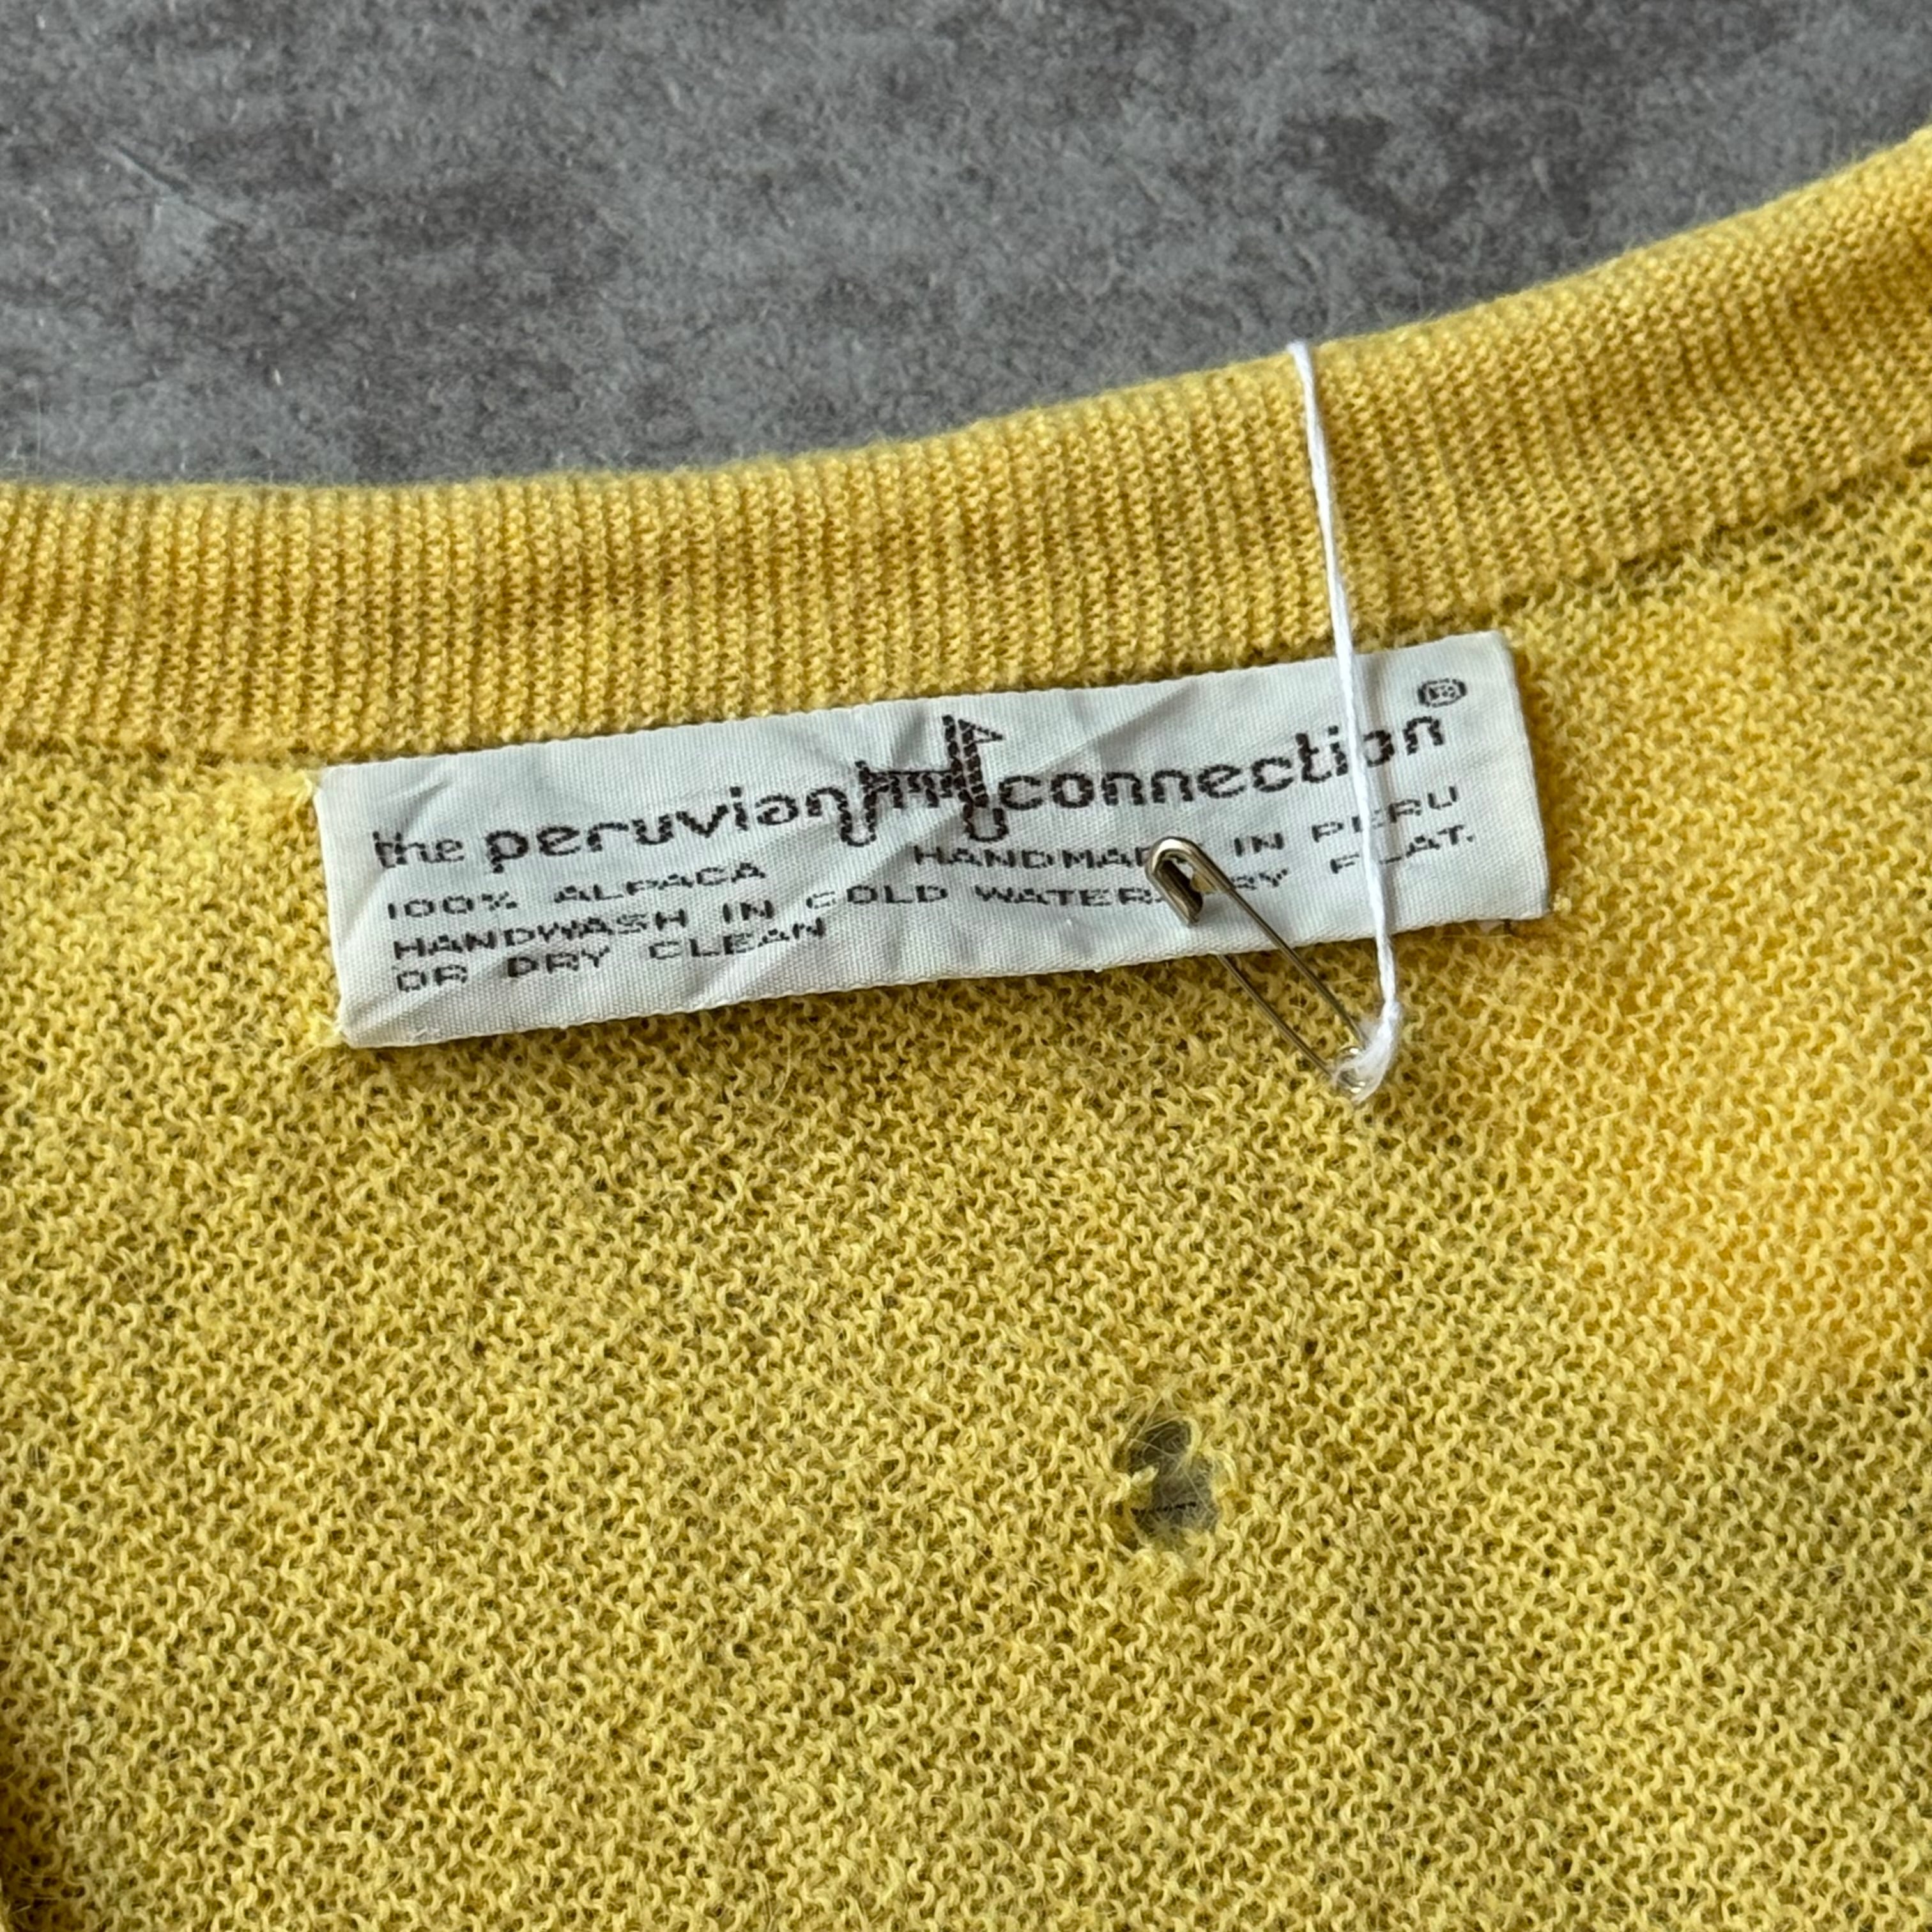 the peruvian connection®
100% ALPACA HANDMADE IN PERU
HANDWASH IN COLD WATER. DRY FLAT.
OR DRY CLEAN